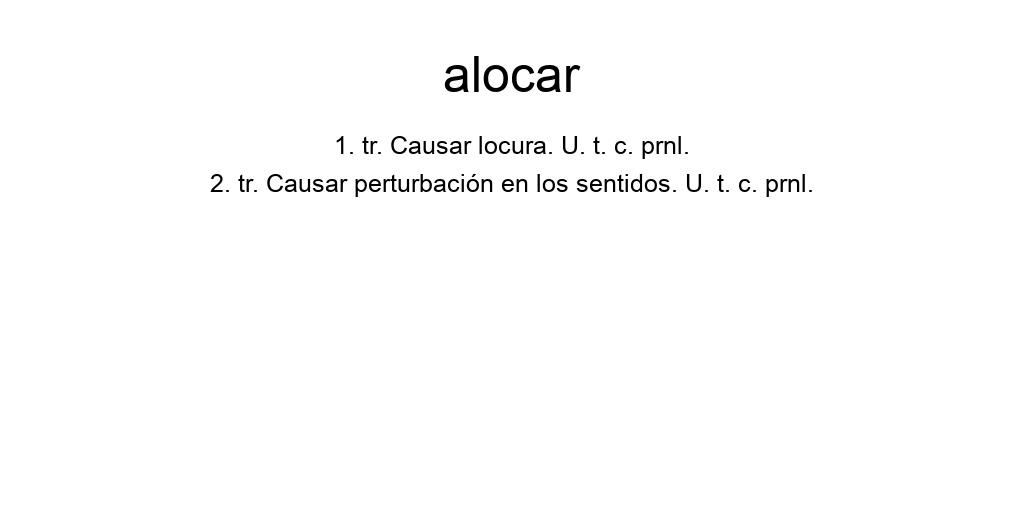 alocar
1. tr. Causar locura. U. t. c. prnl.
2. tr. Causar perturbación en los sentidos. U. t. c. prnl.